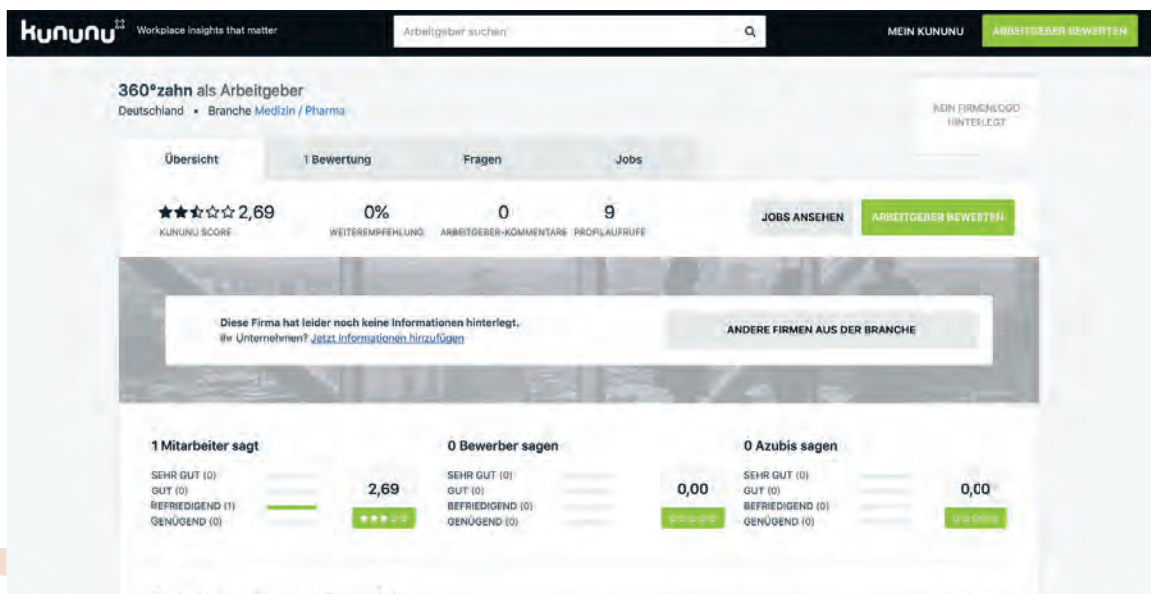 kununu Workplace insights that matter Arbeitgeber suchen MEIN KUNUNU ARBEITGEBER BEWERTEN
360°zahn als Arbeitgeber
Deutschland • Branche Medizin / Pharma
KEIN FIRMENLOGO
HINTERLEGT
Übersicht 1 Bewertung Fragen Jobs
2,69 0% 0 9
KUNUNU SCORE WEITEREMPFEHLUNG ARBEITGEBER-KOMMENTARE PROFILAUFRUFE
JOBS ANSEHEN ARBEITGEBER BEWERTEN
Diese Firma hat leider noch keine Informationen hinterlegt.
Ihr Unternehmen? Jetzt Informationen hinzufügen
ANDERE FIRMEN AUS DER BRANCHE
1 Mitarbeiter sagt
SEHR GUT (0)
GUT (0)
BEFRIEDIGEND (1)
GENÜGEND (0)
2,69
0 Bewerber sagen
SEHR GUT (0)
GUT (0)
BEFRIEDIGEND (0)
GENÜGEND (0)
0,00
0 Azubis sagen
SEHR GUT (0)
GUT (0)
BEFRIEDIGEND (0)
GENÜGEND (0)
0,00